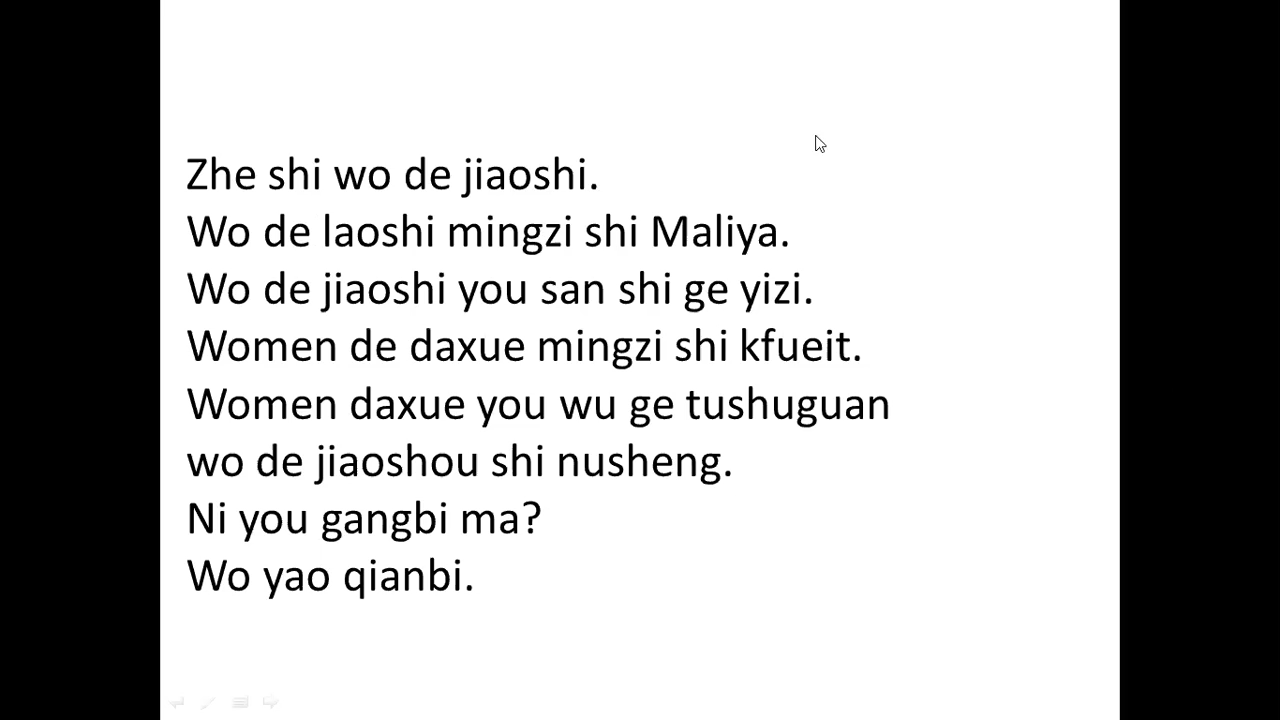 Zhe shi wo de jiaoshi.
Wo de laoshi mingzi shi Maliya.
Wo de jiaoshi you san shi ge yizi.
Women de daxue mingzi shi kfueit.
Women daxue you wu ge tushuguan
wo de jiaoshou shi nusheng.
Ni you gangbi ma?
Wo yao qianbi.